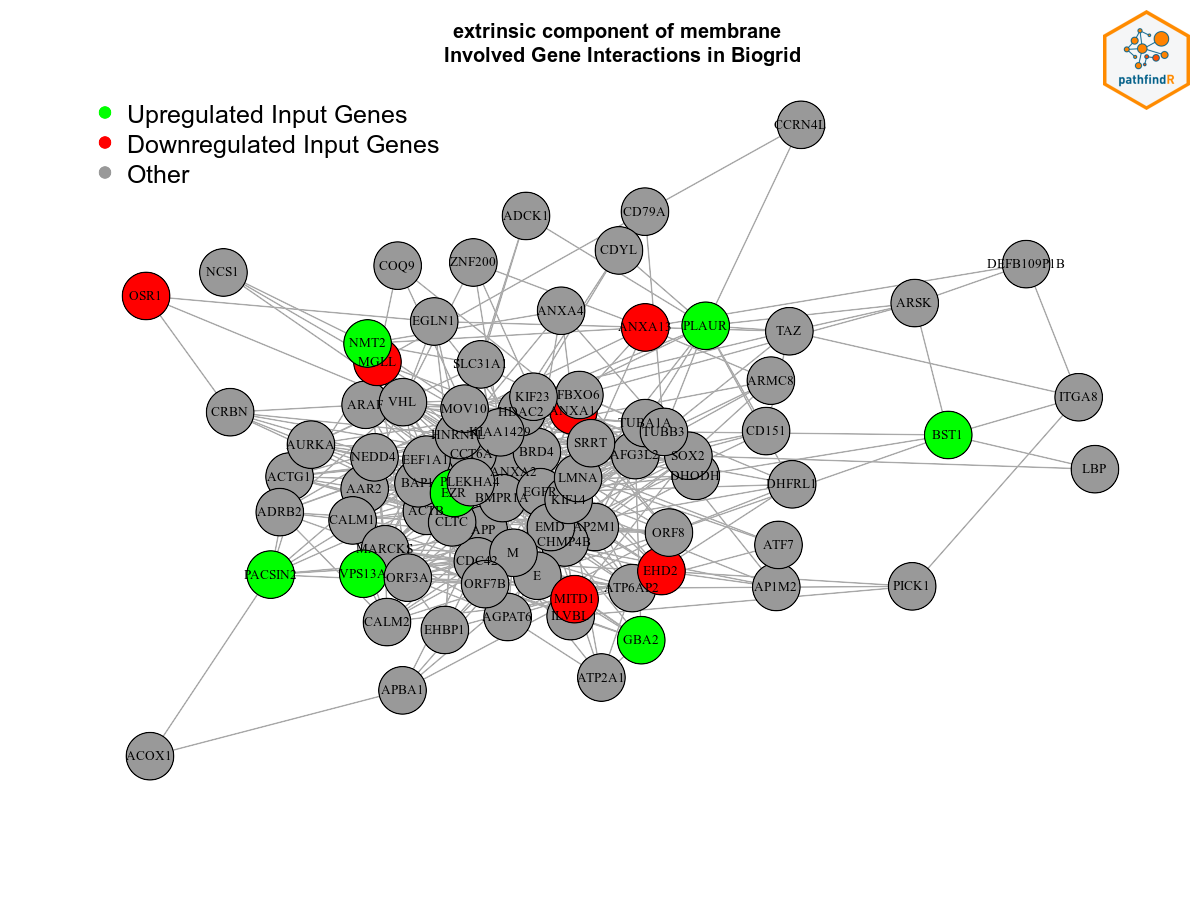 extrinsic component of membrane
Involved Gene Interactions in Biogrid
pathfindR
Upregulated Input Genes
Downregulated Input Genes
Other
CCRN4L
ADCK1
CD79A
CDYL
NCS1
COQ9
ZNF200
DEFB109P1B
OSR1
ARSK
EGLN1
ANXA4
ANXA13
PLAUR
TAZ
NMT2
MGLL
SLC31A
ARMC8
ITGA8
ARAF
VHL
MOV10
KIF23
HDAC2
FBXO6
CRBN
TUBA1A
TUBB3
CD151
BST1
AURKA
HNRNPL
KIAA1429
SRRT
NEDD4
EEF1A1
CCT6A
BRD4
AFG3L2
SOX2
LBP
ACTG1
AAR2
BAP1
PLEKHA4
ANXA2
LMNA
DHODH
DHFRL1
EZR
BMPR1A
EGFR
KIF14
ADRB2
CALM1
ACTB
CLTC
APP
EMD
AP2M1
ORF8
MARCKS
CHMP4B
ATF7
PACSIN2
VPS13A
ORF3A
CDC42
M
ORF7B
E
EHD2
ATP6AP2
AP1M2
PICK1
MITD1
CALM2
EHBP1
AGPAT6
ILVBL
GBA2
APBA1
ATP2A1
ACOX1